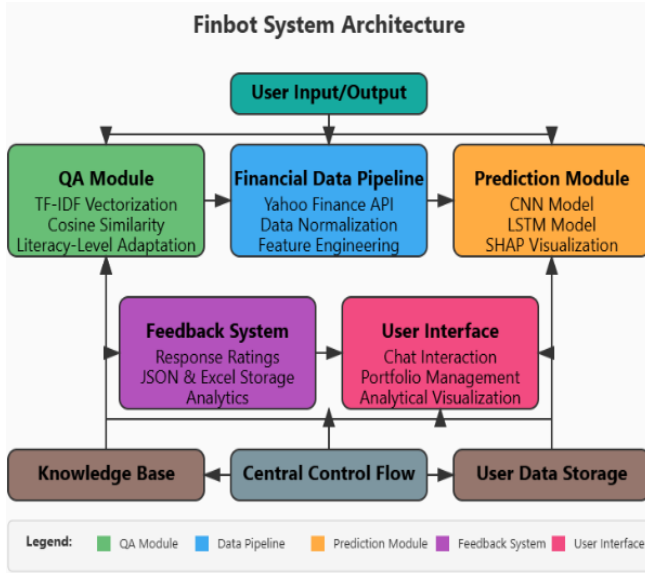 Finbot System Architecture
User Input/Output
QA Module
TF-IDF Vectorization
Cosine Similarity
Literacy-Level Adaptation
Financial Data Pipeline
Yahoo Finance API
Data Normalization
Feature Engineering
Prediction Module
CNN Model
LSTM Model
SHAP Visualization
Feedback System
Response Ratings
JSON & Excel Storage
Analytics
User Interface
Chat Interaction
Portfolio Management
Analytical Visualization
Knowledge Base
Central Control Flow
User Data Storage
Legend:
QA Module
Data Pipeline
Prediction Module
Feedback System
User Interface